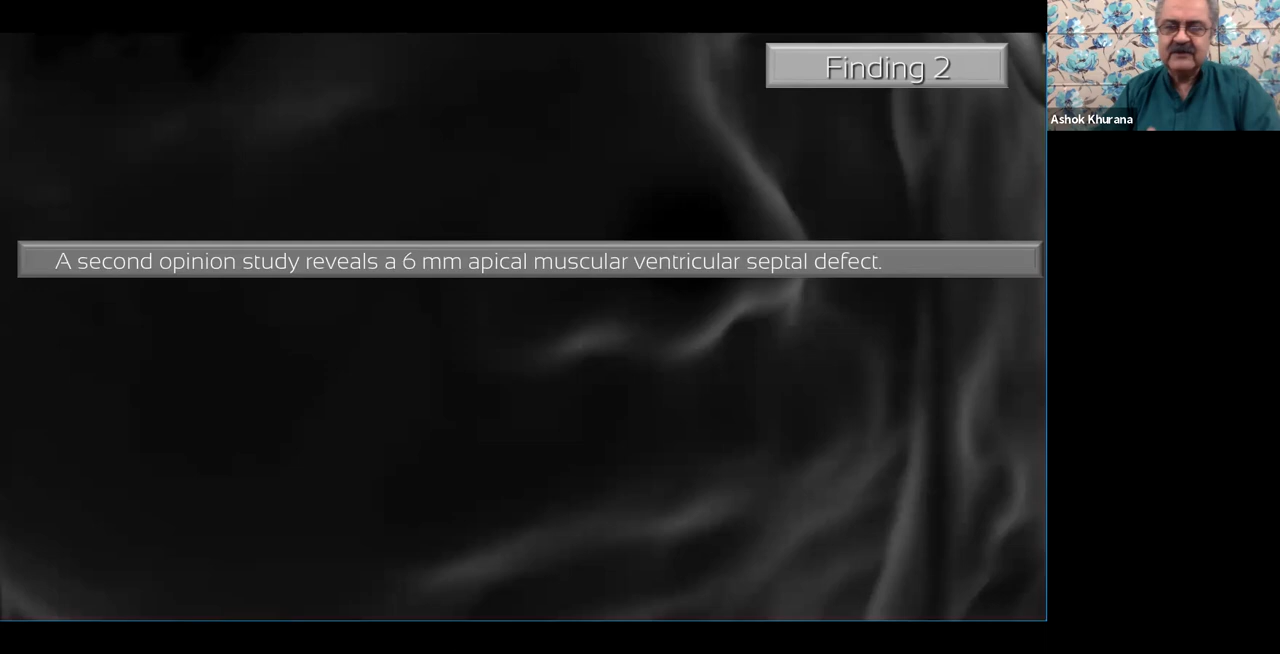 Finding 2
Ashok Khurana
A second opinion study reveals a 6 mm apical muscular ventricular septal defect.